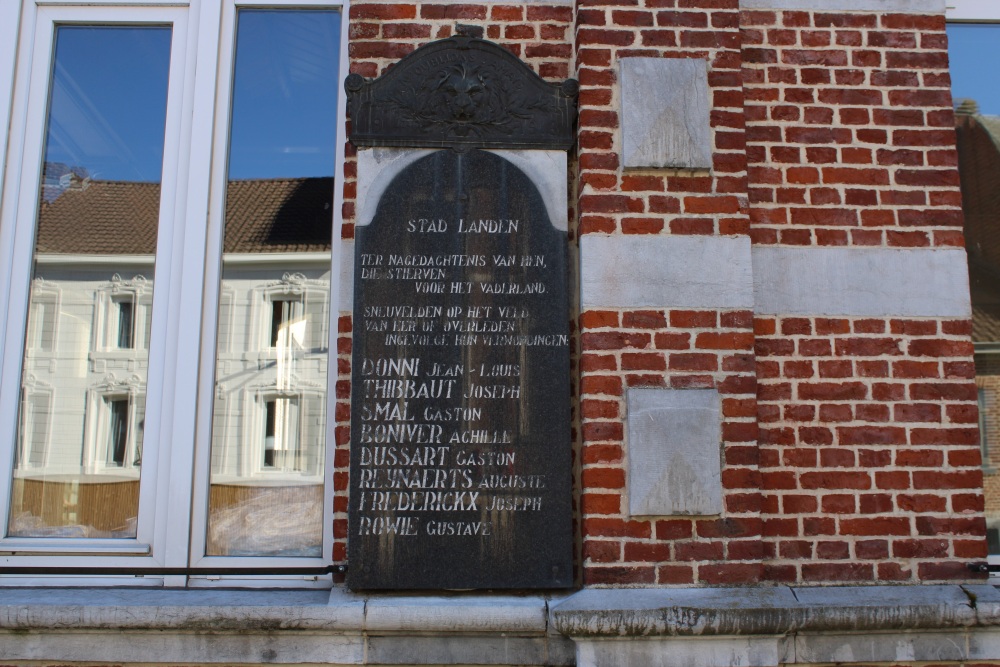 STAD LANDEN
TER NAGEDACHTENIS VAN HEN,
DIE STIERVEN
VOOR HET VADERLAND.
SNEUVELDEN OP HET VELD
VAN EER OF OVERLEDEN
INGEVOLGE HUN VERWONDINGEN:
DONNI JEAN-LOUIS
THIBBAUT JOSEPH
SMAL GASTON
BONIVER ACHILLE
DUSSART GASTON
REYNAERTS AUGUSTE
FREDERICKX JOSEPH
ROWIE GUSTAVE